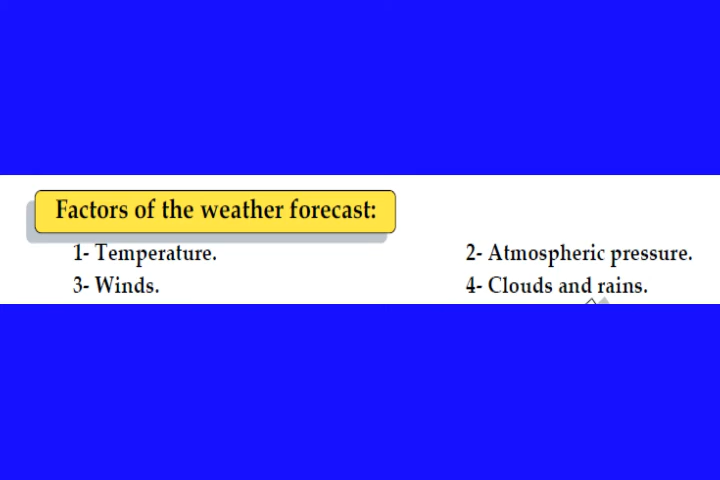 Factors of the weather forecast:
1- Temperature. 2- Atmospheric pressure.
3- Winds. 4- Clouds and rains.